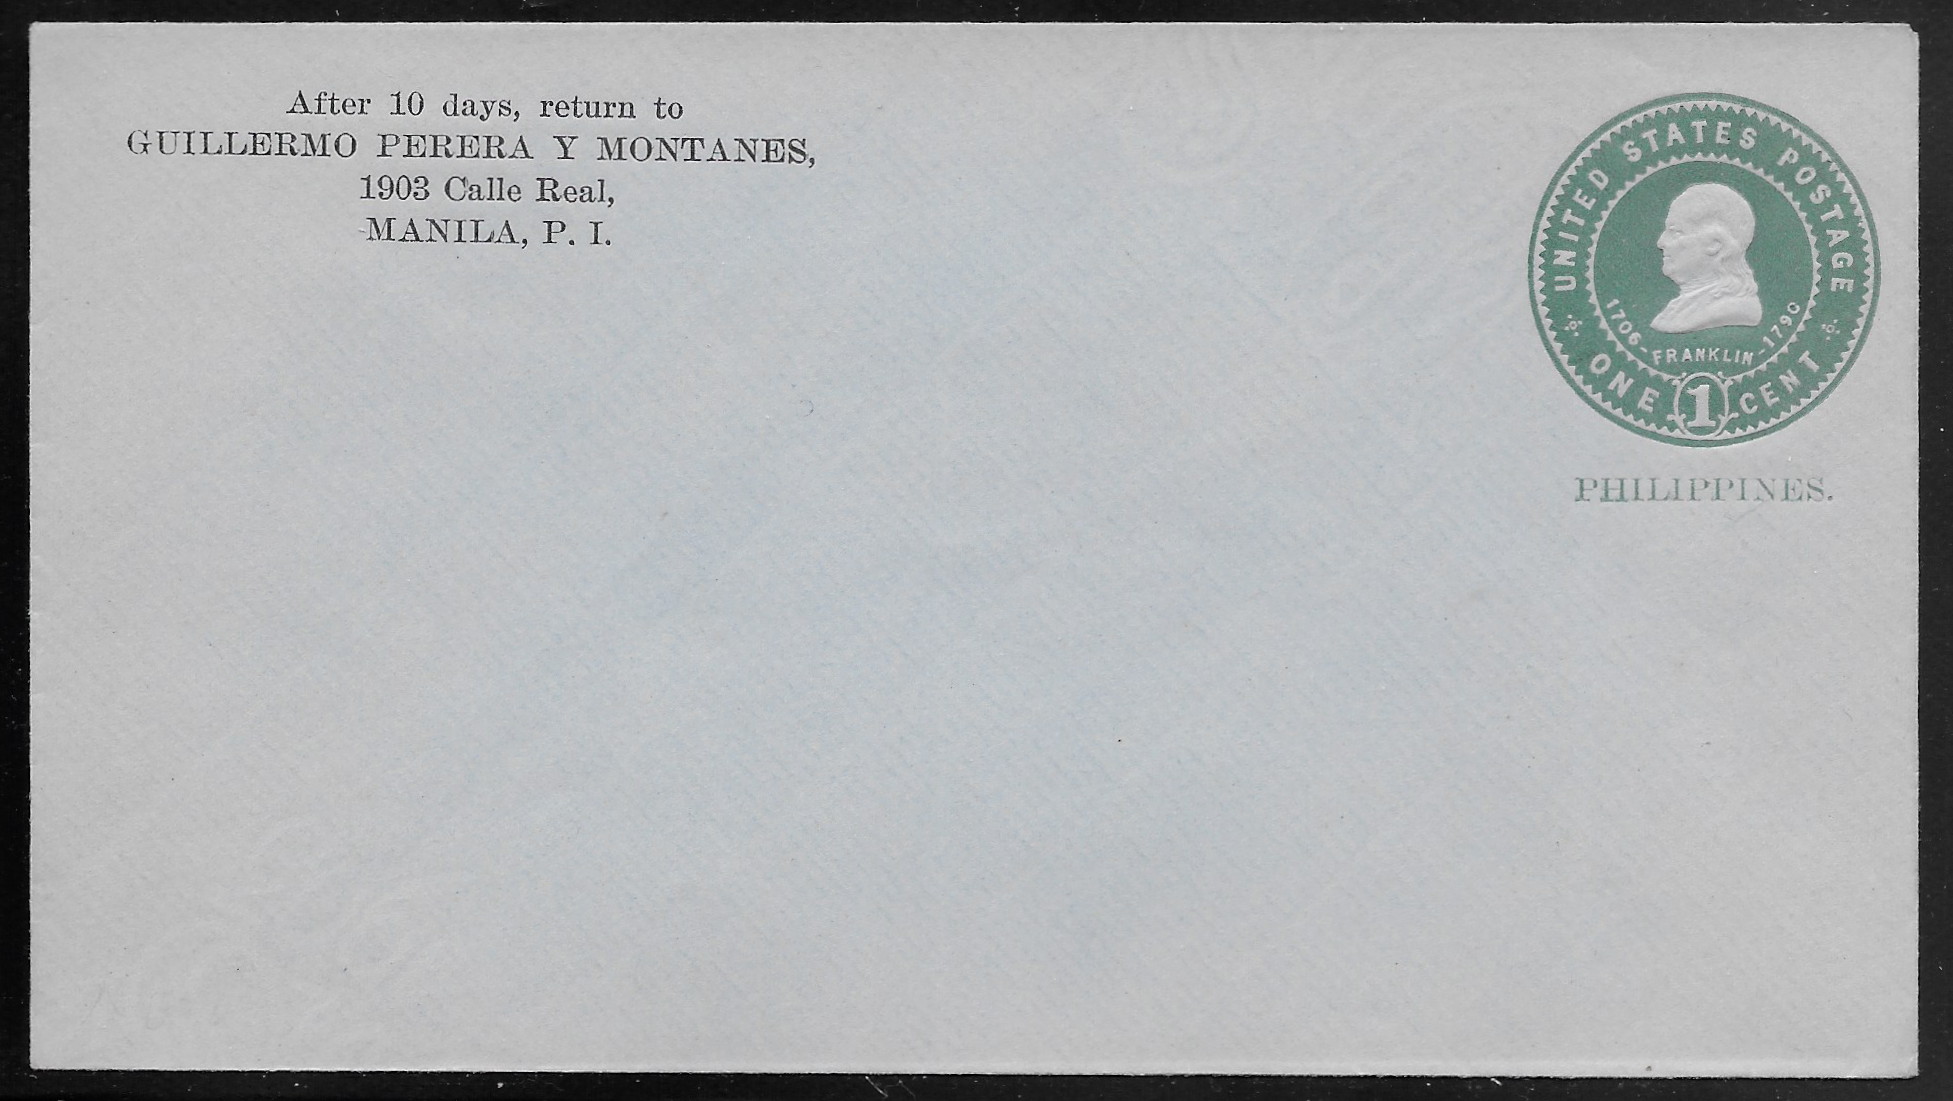 After 10 days, return to
GUILLERMO PERERA Y MONTANES,
1903 Calle Real,
MANILA, P. I.
UNITED STATES POSTAGE
1706-FRANKLIN-1790
ONE 1 CENT
PHILIPPINES.